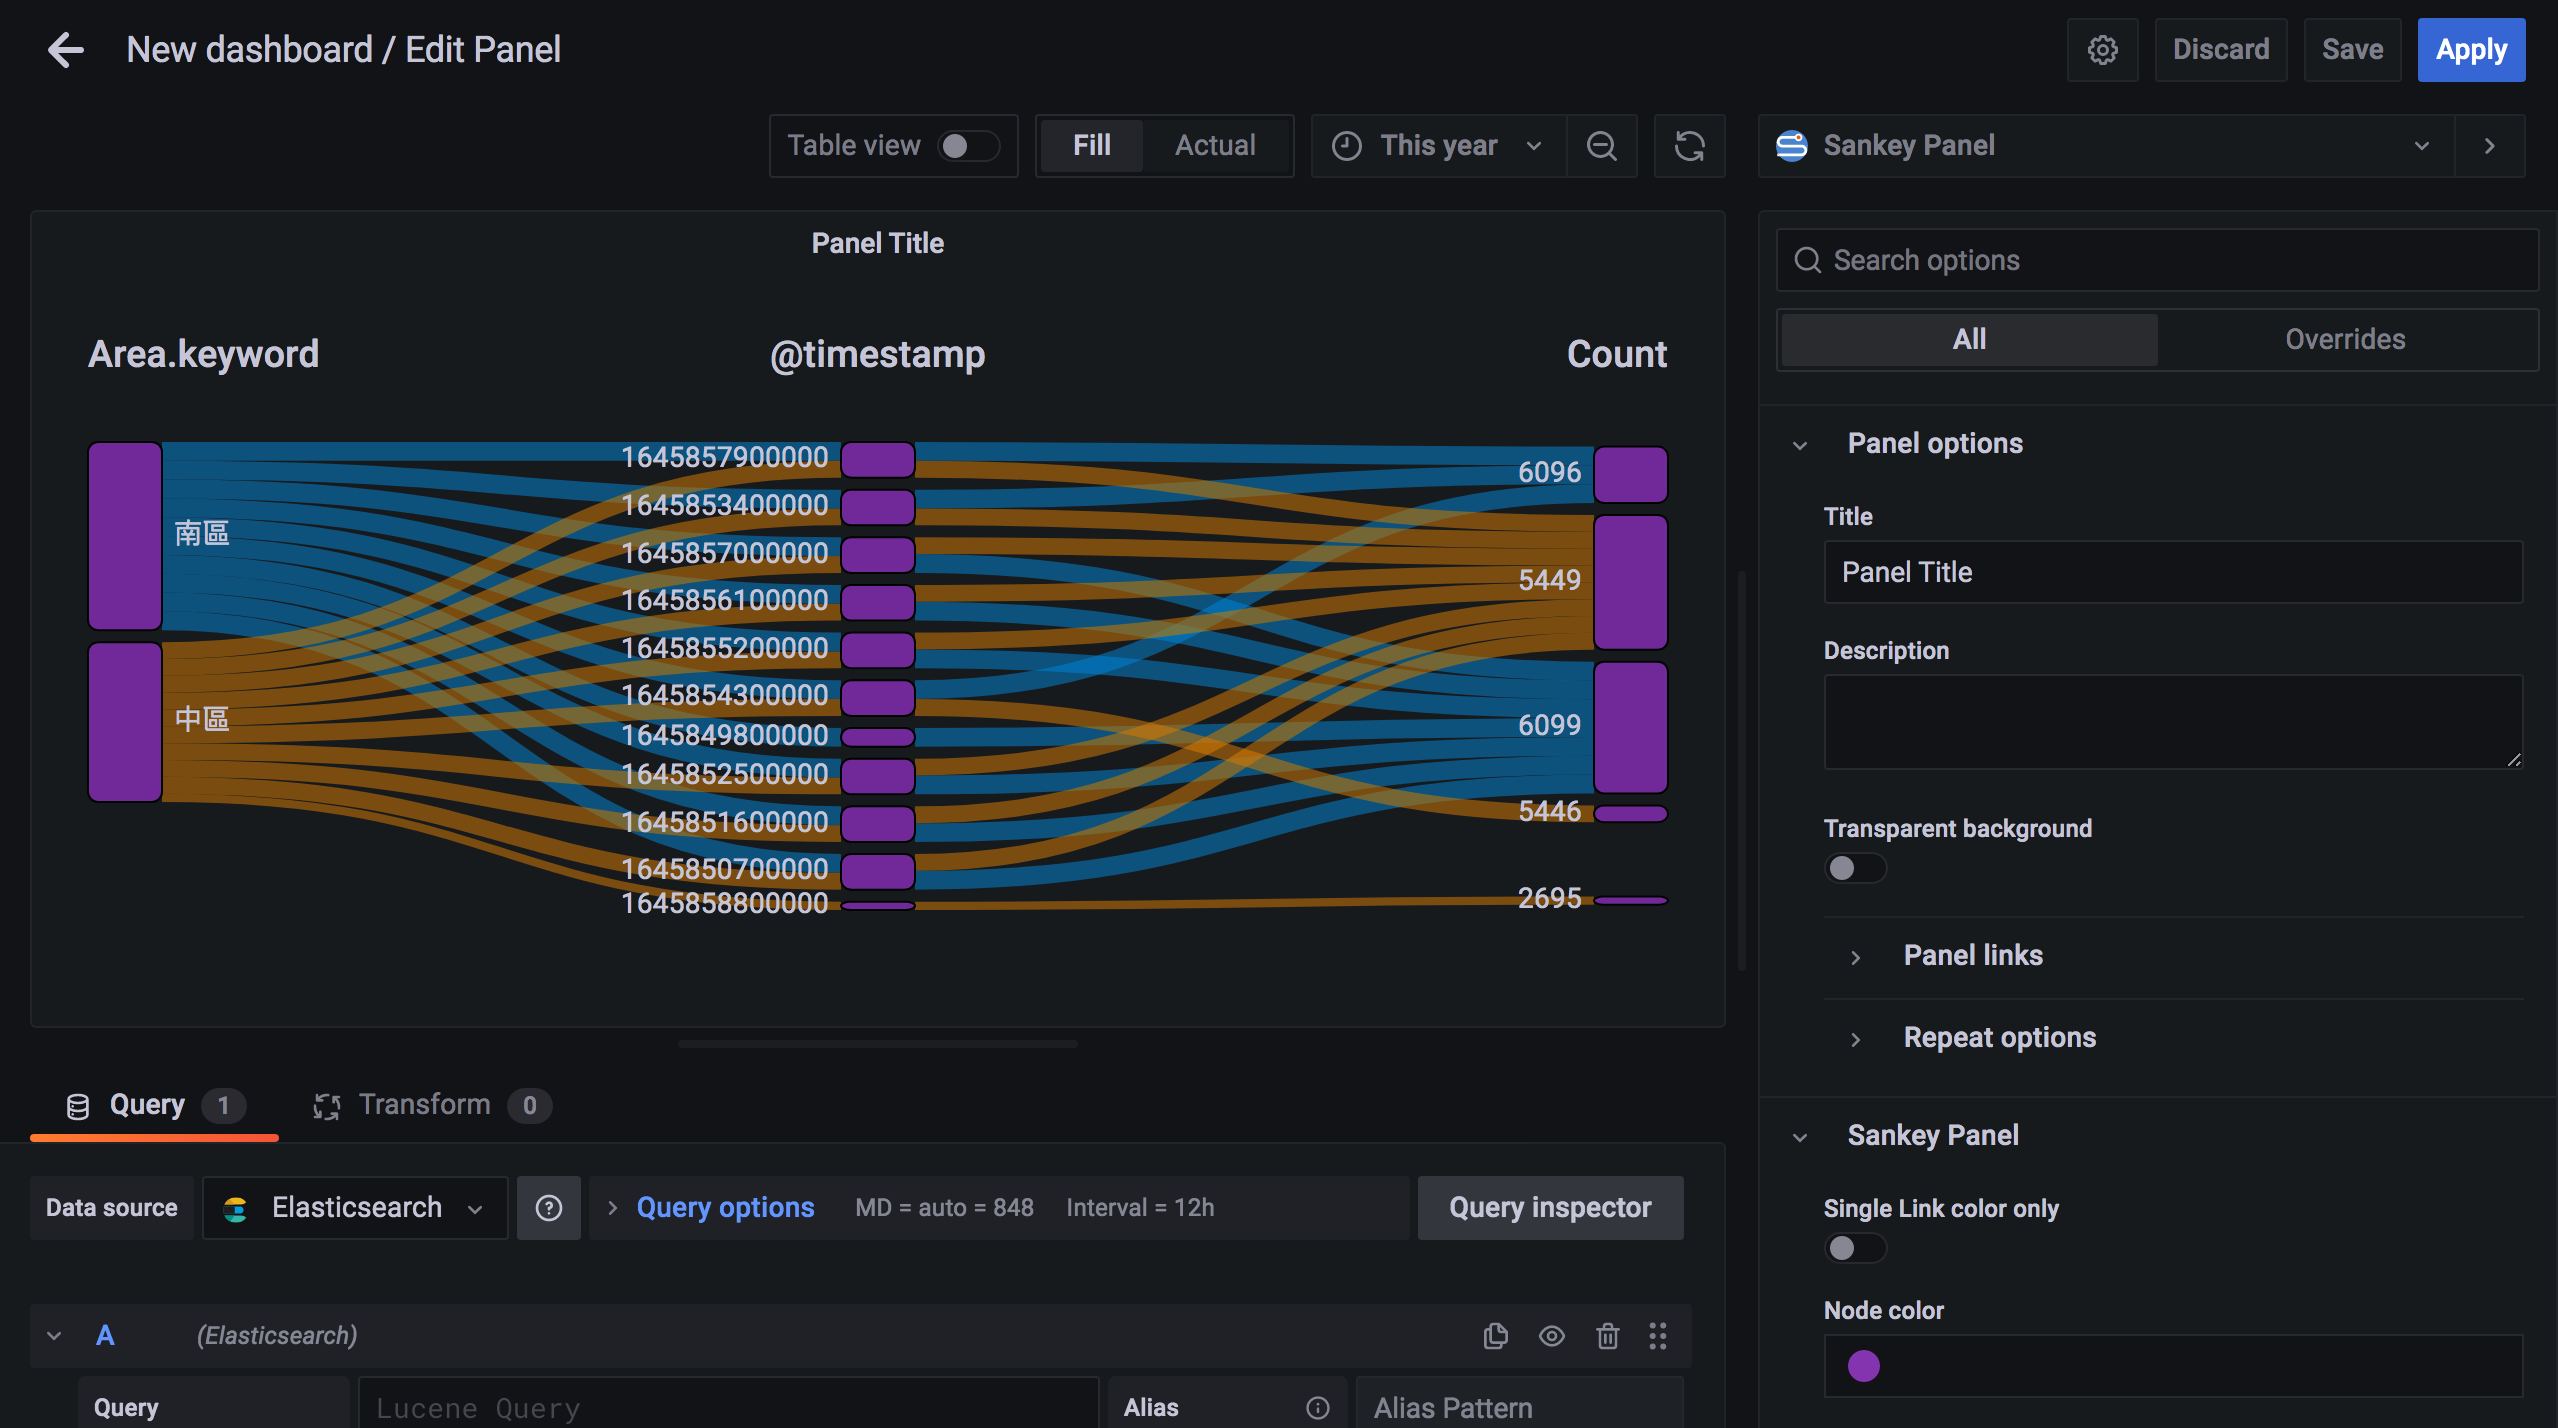 New dashboard / Edit Panel
Discard
Save
Apply
Table view
Fill
Actual
This year
Sankey Panel
Panel Title
Area.keyword
@timestamp
Count
南區
中區
1645857900000
1645853400000
1645857000000
1645856100000
1645855200000
1645854300000
1645849800000
1645852500000
1645851600000
1645850700000
1645858800000
6096
5449
6099
5446
2695
Query 1
Transform 0
Data source
Elasticsearch
Query options
MD = auto = 848
Interval = 12h
Query inspector
A
(Elasticsearch)
Query
Lucene Query
Alias
Alias Pattern
Search options
All
Overrides
Panel options
Title
Panel Title
Description
Transparent background
Panel links
Repeat options
Sankey Panel
Single Link color only
Node color